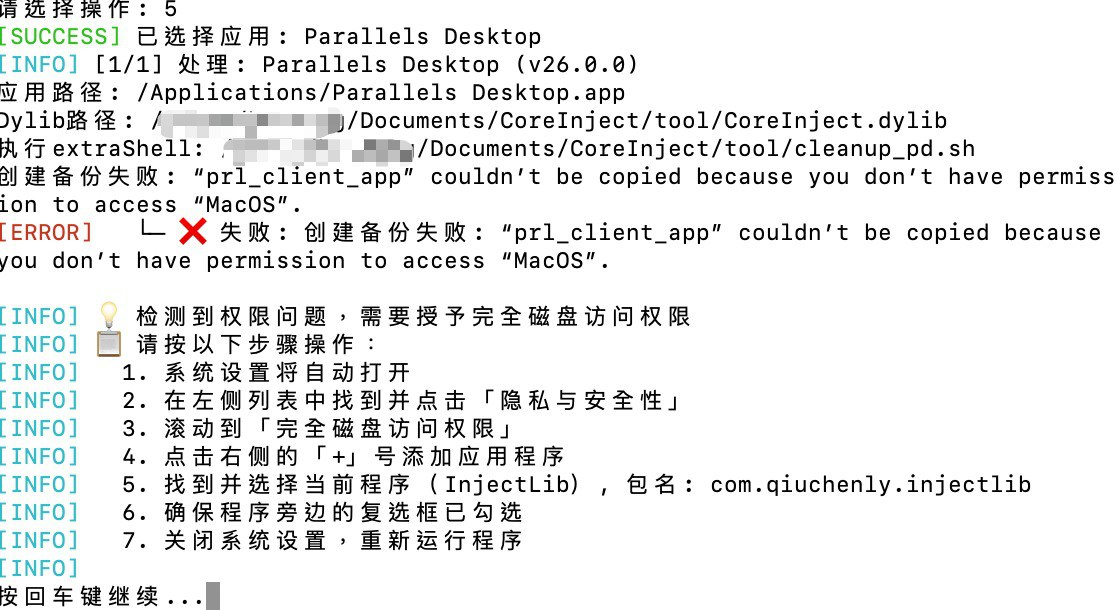 请选择操作: 5
[SUCCESS] 已选择应用: Parallels Desktop
[INFO] [1/1] 处理: Parallels Desktop (v26.0.0)
应用路径: /Applications/Parallels Desktop.app
Dylib路径: /Documents/CoreInject/tool/CoreInject.dylib
执行extraShell: /Documents/CoreInject/tool/cleanup_pd.sh
创建备份失败: “prl_client_app” couldn’t be copied because you don’t have permiss
ion to access “MacOS”.
[ERROR] └─ ❌ 失败: 创建备份失败: “prl_client_app” couldn’t be copied because
you don’t have permission to access “MacOS”.
[INFO] 💡 检测到权限问题，需要授予完全磁盘访问权限
[INFO] 📋 请按以下步骤操作：
[INFO] 1. 系统设置将自动打开
[INFO] 2. 在左侧列表中找到并点击「隐私与安全性」
[INFO] 3. 滚动到「完全磁盘访问权限」
[INFO] 4. 点击右侧的「+」号添加应用程序
[INFO] 5. 找到并选择当前程序（InjectLib）, 包名: com.qiuchenly.injectlib
[INFO] 6. 确保程序旁边的复选框已勾选
[INFO] 7. 关闭系统设置，重新运行程序
[INFO]
按回车键继续...